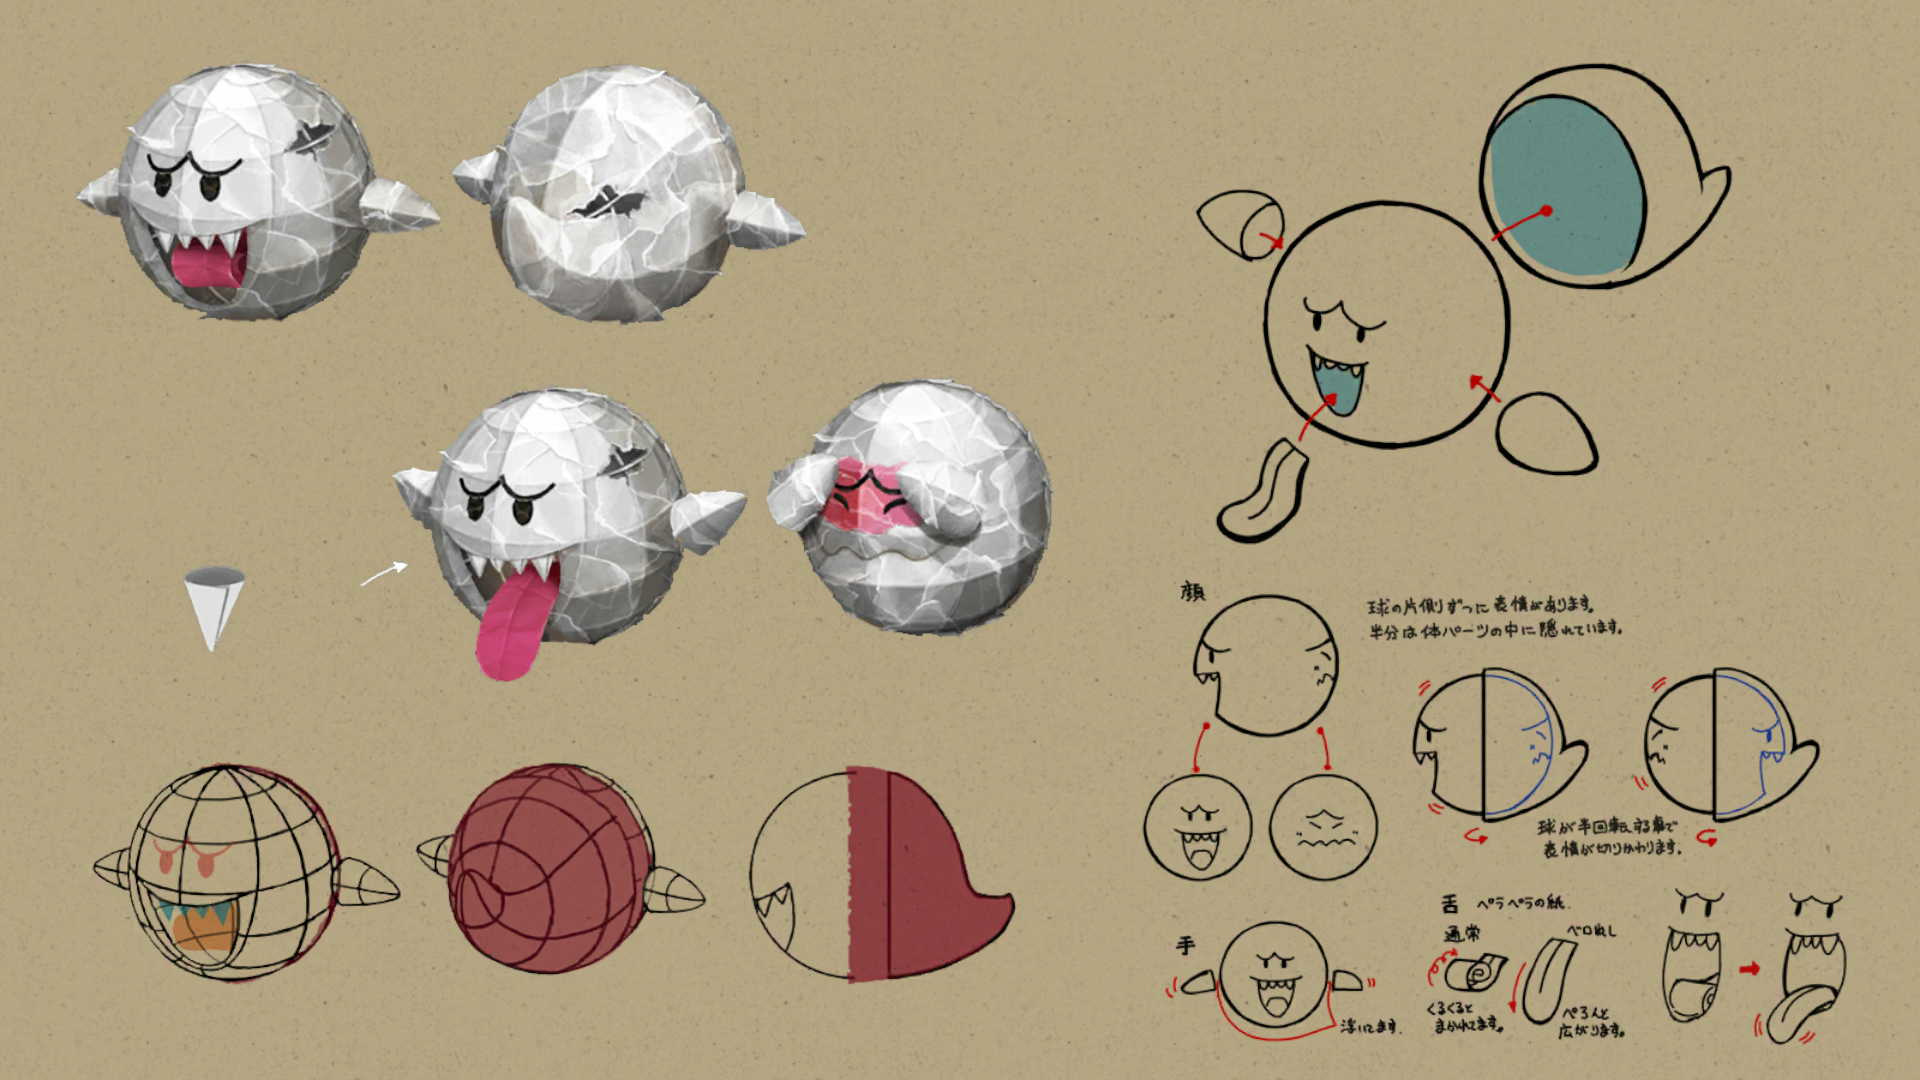 顔
球の片側ずつに表情があります。
半分は体パーツの中に隠れています。
球が半回転する事で
表情が切りかわります。
手
浮いてます。
舌 ペラペラの紙
通常
くるくると
まかれてます。
ベロ出し
べろんと
広がります。